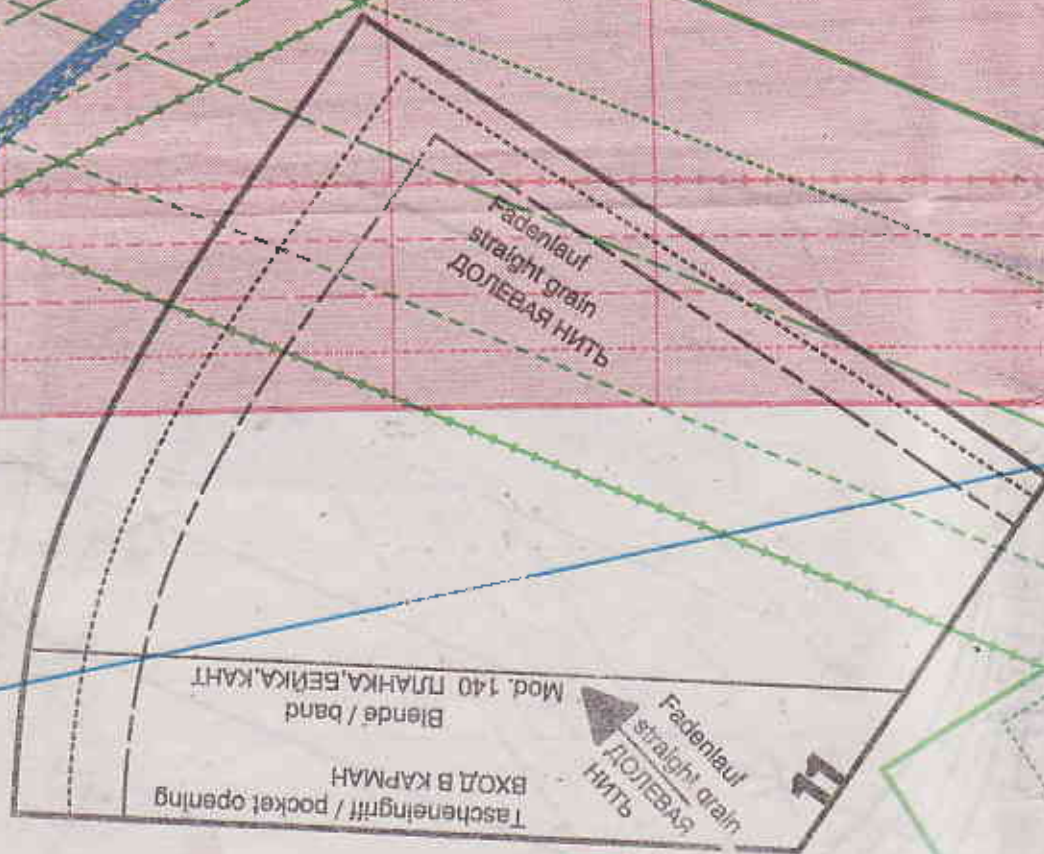 Fadenlauf
straight grain
ДОЛЕВАЯ НИТЬ
Tascheneingriff / pocket opening
ВХОД В КАРМАН
Blende / band
Mod. 140 ПЛАНКА,БЕЙКА,КАНТ
Fadenlauf
straight grain
ДОЛЕВАЯ
НИТЬ
11